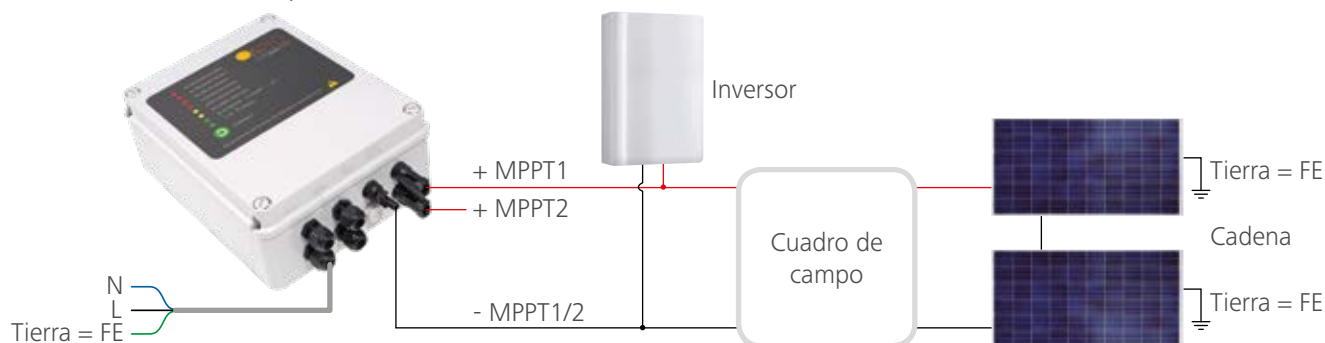 Inversor
+ MPPT1
+ MPPT2
Tierra = FE
Cuadro de
campo
Cadena
N
L
Tierra = FE
- MPPT1/2
Tierra = FE